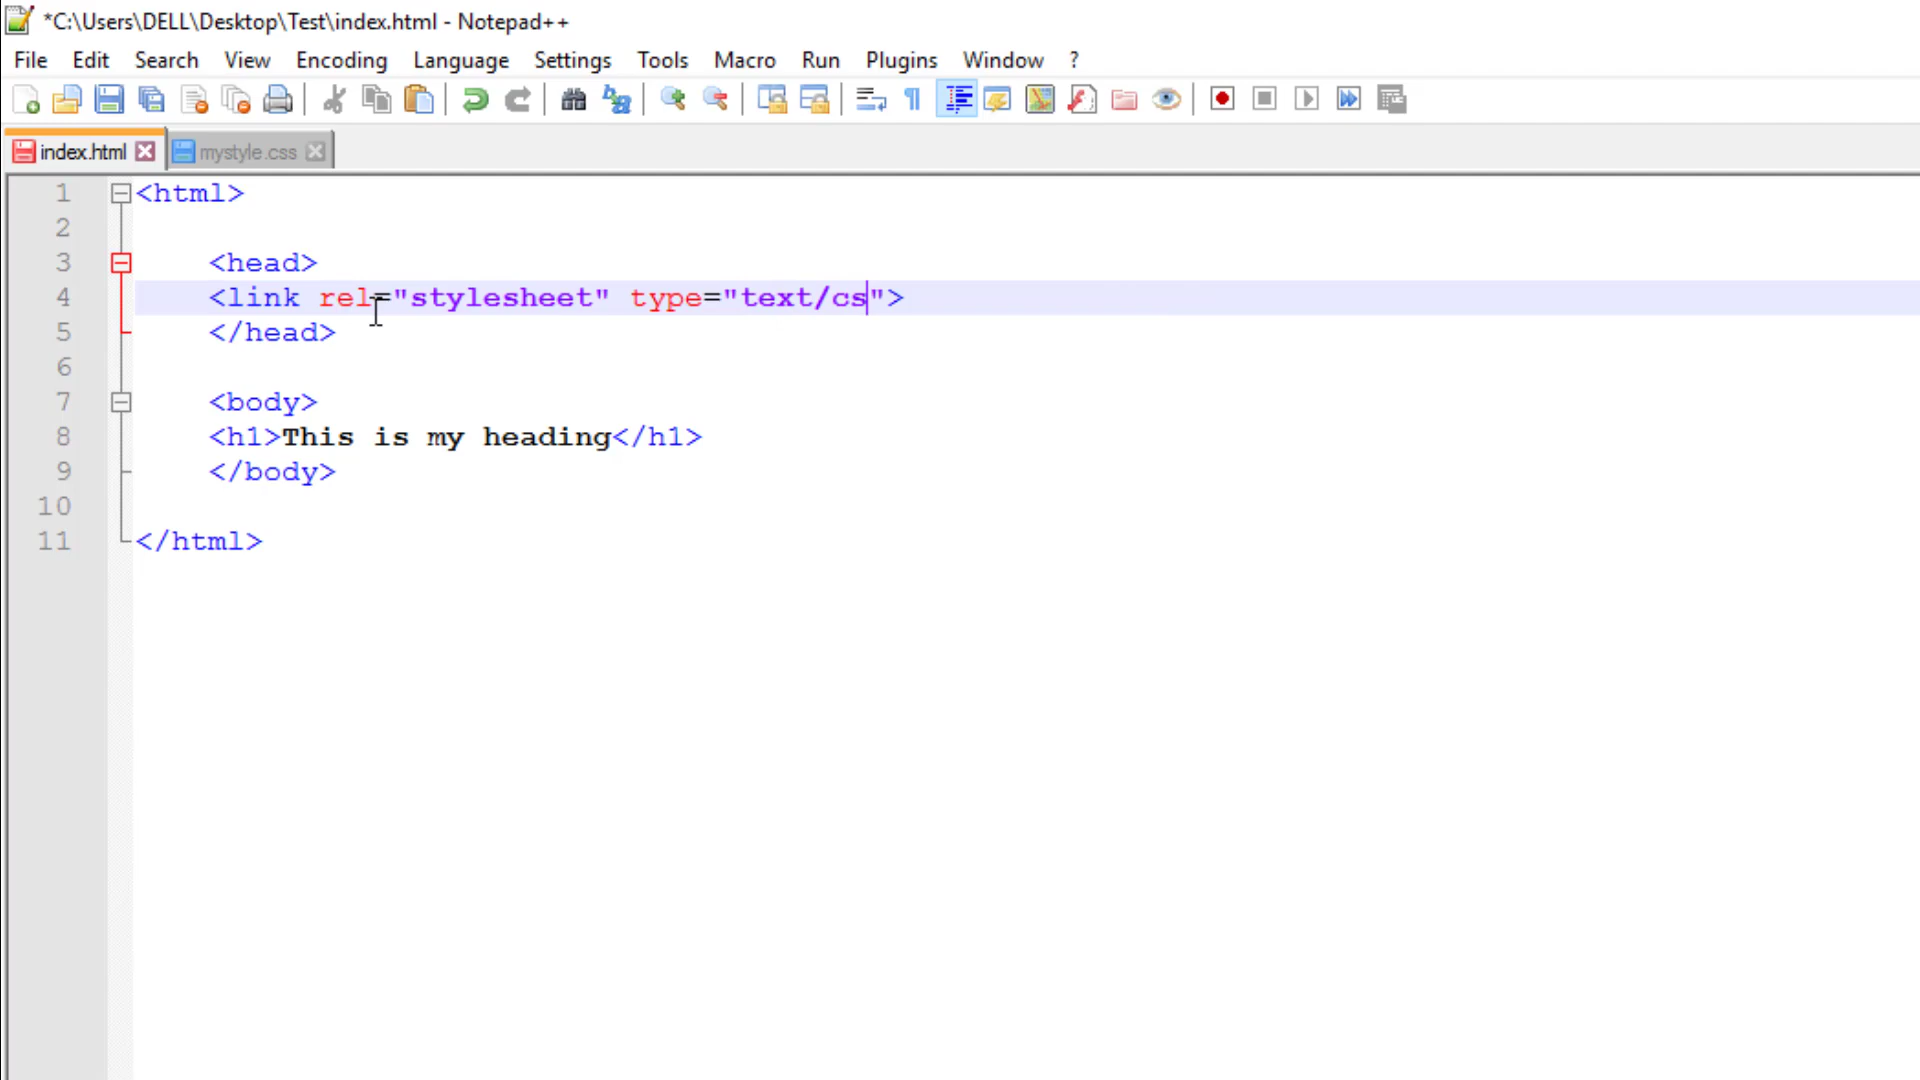 *C:\Users\DELL\Desktop\Test\index.html - Notepad++
File Edit Search View Encoding Language Settings Tools Macro Run Plugins Window ?
index.html mystyle.css
1 <html>
2
3 <head>
4 <link rel="stylesheet" type="text/cs">
5 </head>
6
7 <body>
8 <h1>This is my heading</h1>
9 </body>
10
11 </html>